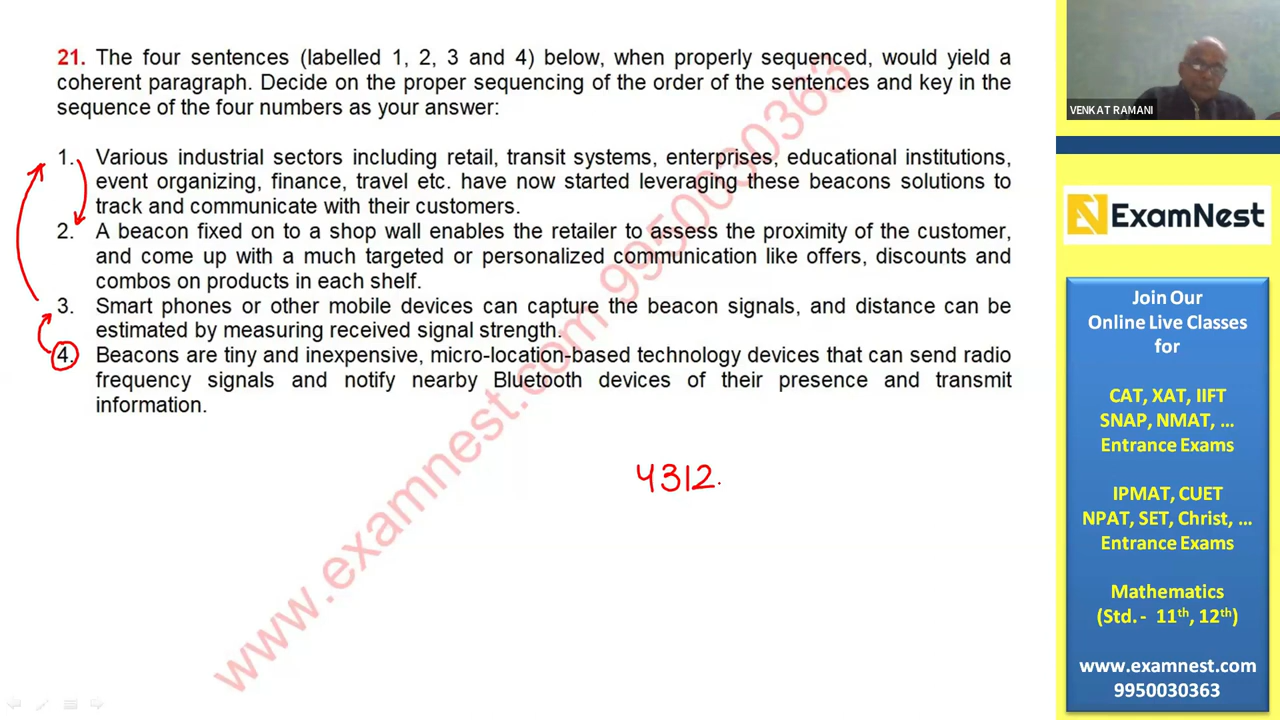 21. The four sentences (labelled 1, 2, 3 and 4) below, when properly sequenced, would yield a
coherent paragraph. Decide on the proper sequencing of the order of the sentences and key in the
sequence of the four numbers as your answer:
1. Various industrial sectors including retail, transit systems, enterprises, educational institutions,
event organizing, finance, travel etc. have now started leveraging these beacons solutions to
track and communicate with their customers.
2. A beacon fixed on to a shop wall enables the retailer to assess the proximity of the customer,
and come up with a much targeted or personalized communication like offers, discounts and
combos on products in each shelf.
3. Smart phones or other mobile devices can capture the beacon signals, and distance can be
estimated by measuring received signal strength.
4. Beacons are tiny and inexpensive, micro-location-based technology devices that can send radio
frequency signals and notify nearby Bluetooth devices of their presence and transmit
information.
4312.
www.examnest.com 9950030363
VENKAT RAMANI
ExamNest
Join Our
Online Live Classes
for
CAT, XAT, IIFT
SNAP, NMAT, ...
Entrance Exams
IPMAT, CUET
NPAT, SET, Christ, ...
Entrance Exams
Mathematics
(Std. - 11th, 12th)
www.examnest.com
9950030363